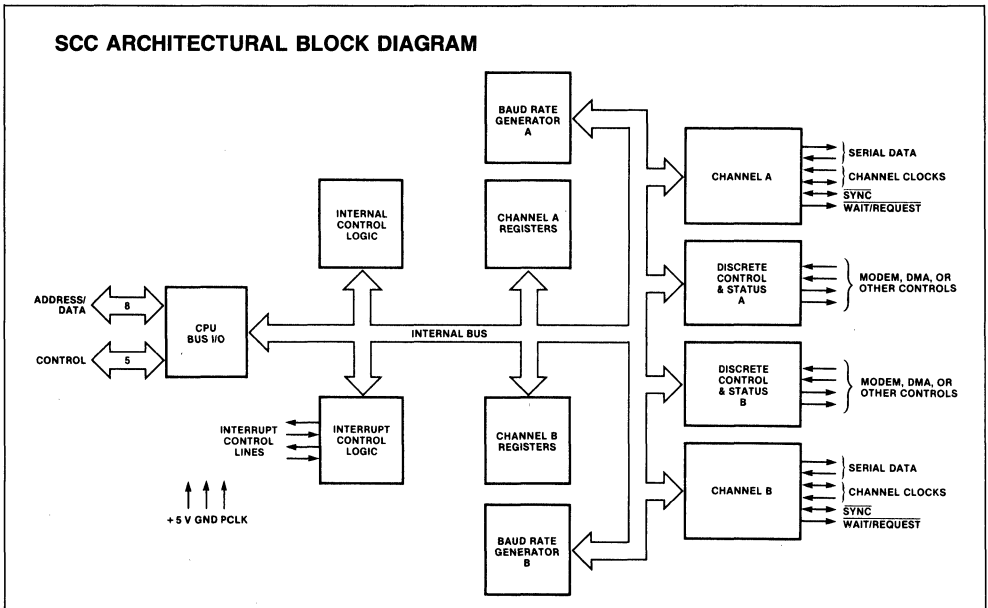 SCC ARCHITECTURAL BLOCK DIAGRAM
BAUD RATE
GENERATOR
A
CHANNEL A
SERIAL DATA
CHANNEL CLOCKS
SYNC
WAIT/REQUEST
INTERNAL
CONTROL
LOGIC
CHANNEL A
REGISTERS
DISCRETE
CONTROL
& STATUS
A
MODEM, DMA, OR
OTHER CONTROLS
ADDRESS/
DATA
8
CPU
BUS I/O
INTERNAL BUS
CONTROL
5
DISCRETE
CONTROL
& STATUS
B
MODEM, DMA, OR
OTHER CONTROLS
INTERRUPT
CONTROL
LINES
INTERRUPT
CONTROL
LOGIC
CHANNEL B
REGISTERS
CHANNEL B
SERIAL DATA
CHANNEL CLOCKS
SYNC
WAIT/REQUEST
+ 5 V GND PCLK
BAUD RATE
GENERATOR
B